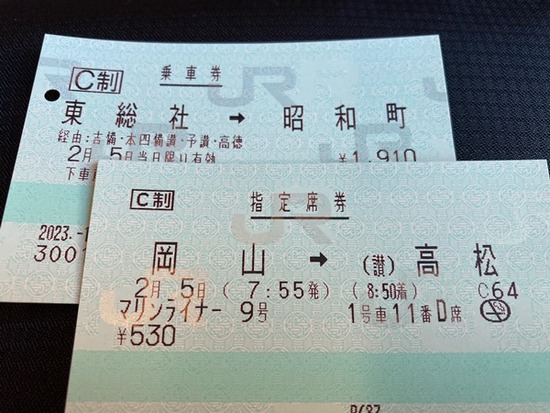 C制 乗車券
東総社 → 昭和町
経由:吉備・本四備讃・予讃・高徳
2月 5日当日限り有効
¥1,910
下車
2023.-1
300
C制 指定席券
岡山 → (讃)高松
2月 5日 (7:55発) (8:50着) C64
マリンライナー 9号 1号車11番D席
¥530